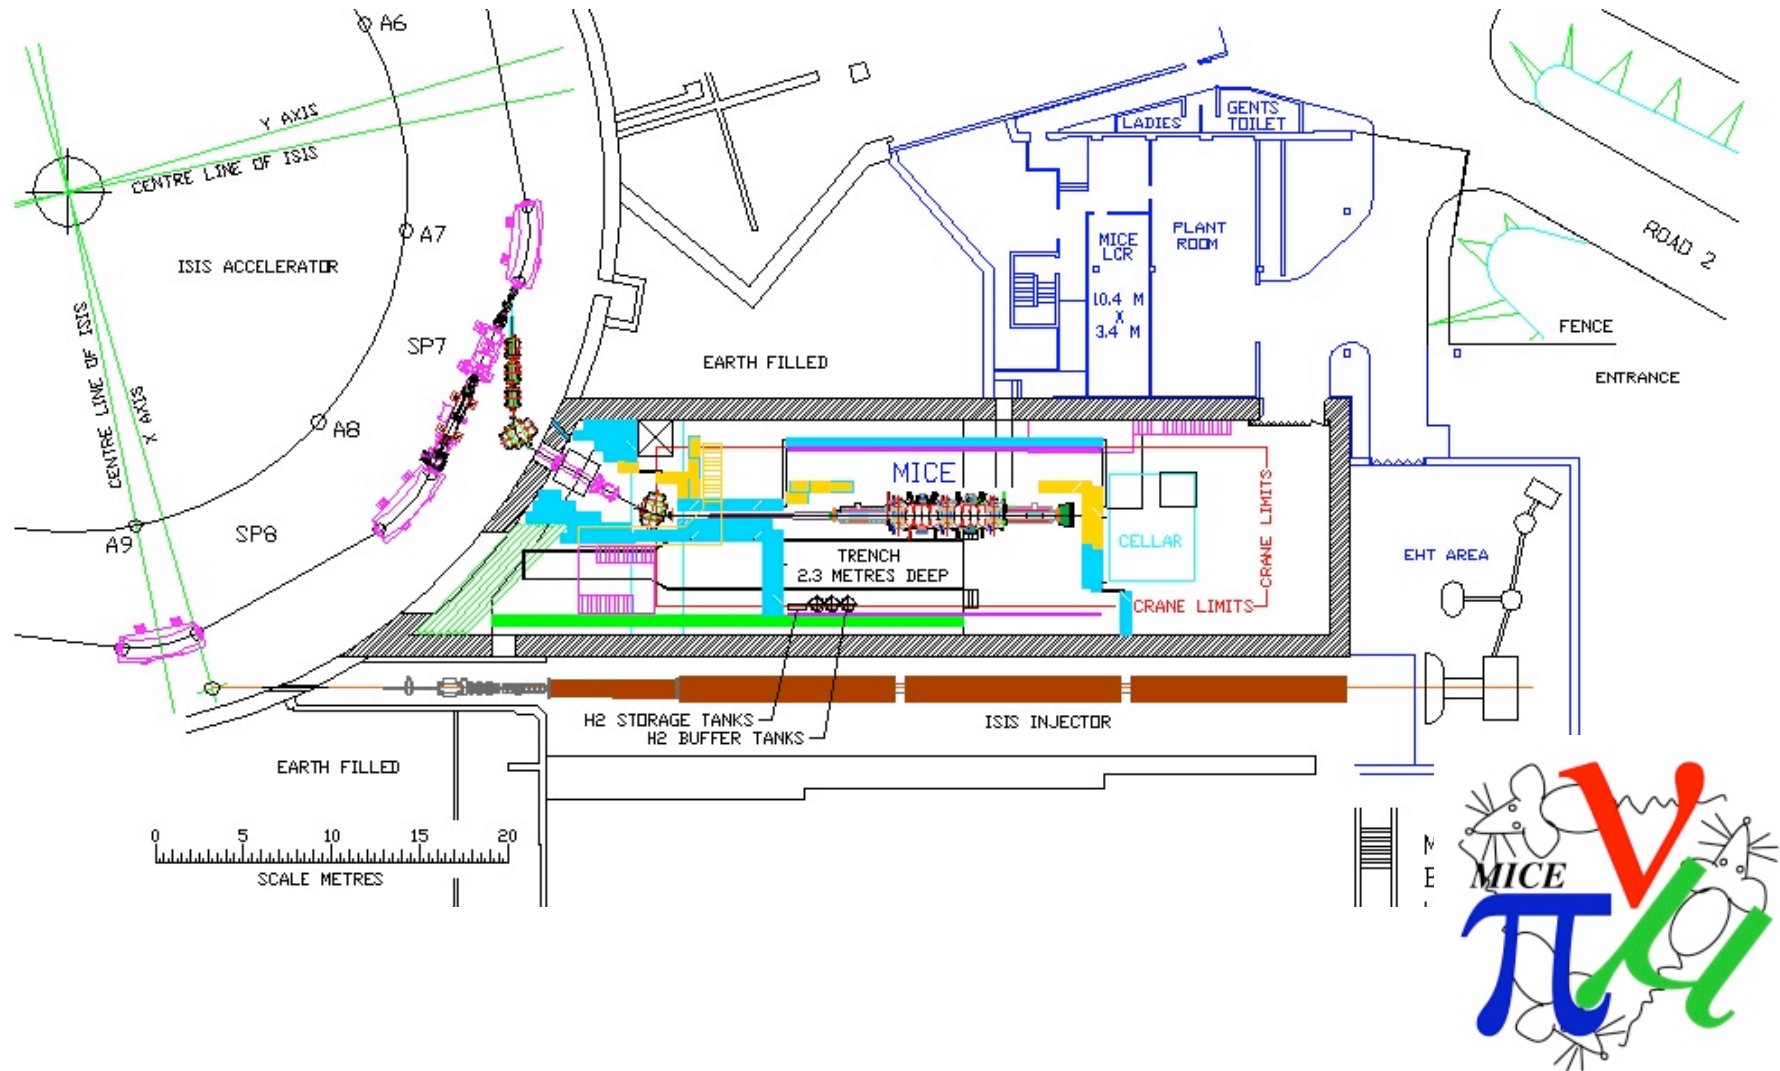 A6
Y AXIS
CENTRE LINE OF ISIS
A7
ISIS ACCELERATOR
CENTRE LINE OF ISIS
X AXIS
SP7
A8
A9
SP8
EARTH FILLED
LADIES
GENTS
TOILET
PLANT
ROOM
MICE
LCR
10.4 M
X
3.4 M
ROAD 2
FENCE
ENTRANCE
MICE
CELLAR
CRANE LIMITS
CRANE LIMITS
TRENCH
2.3 METRES DEEP
EHT AREA
H2 STORAGE TANKS
H2 BUFFER TANKS
ISIS INJECTOR
EARTH FILLED
0 5 10 15 20
SCALE METRES
M
ν
MICE
π μ